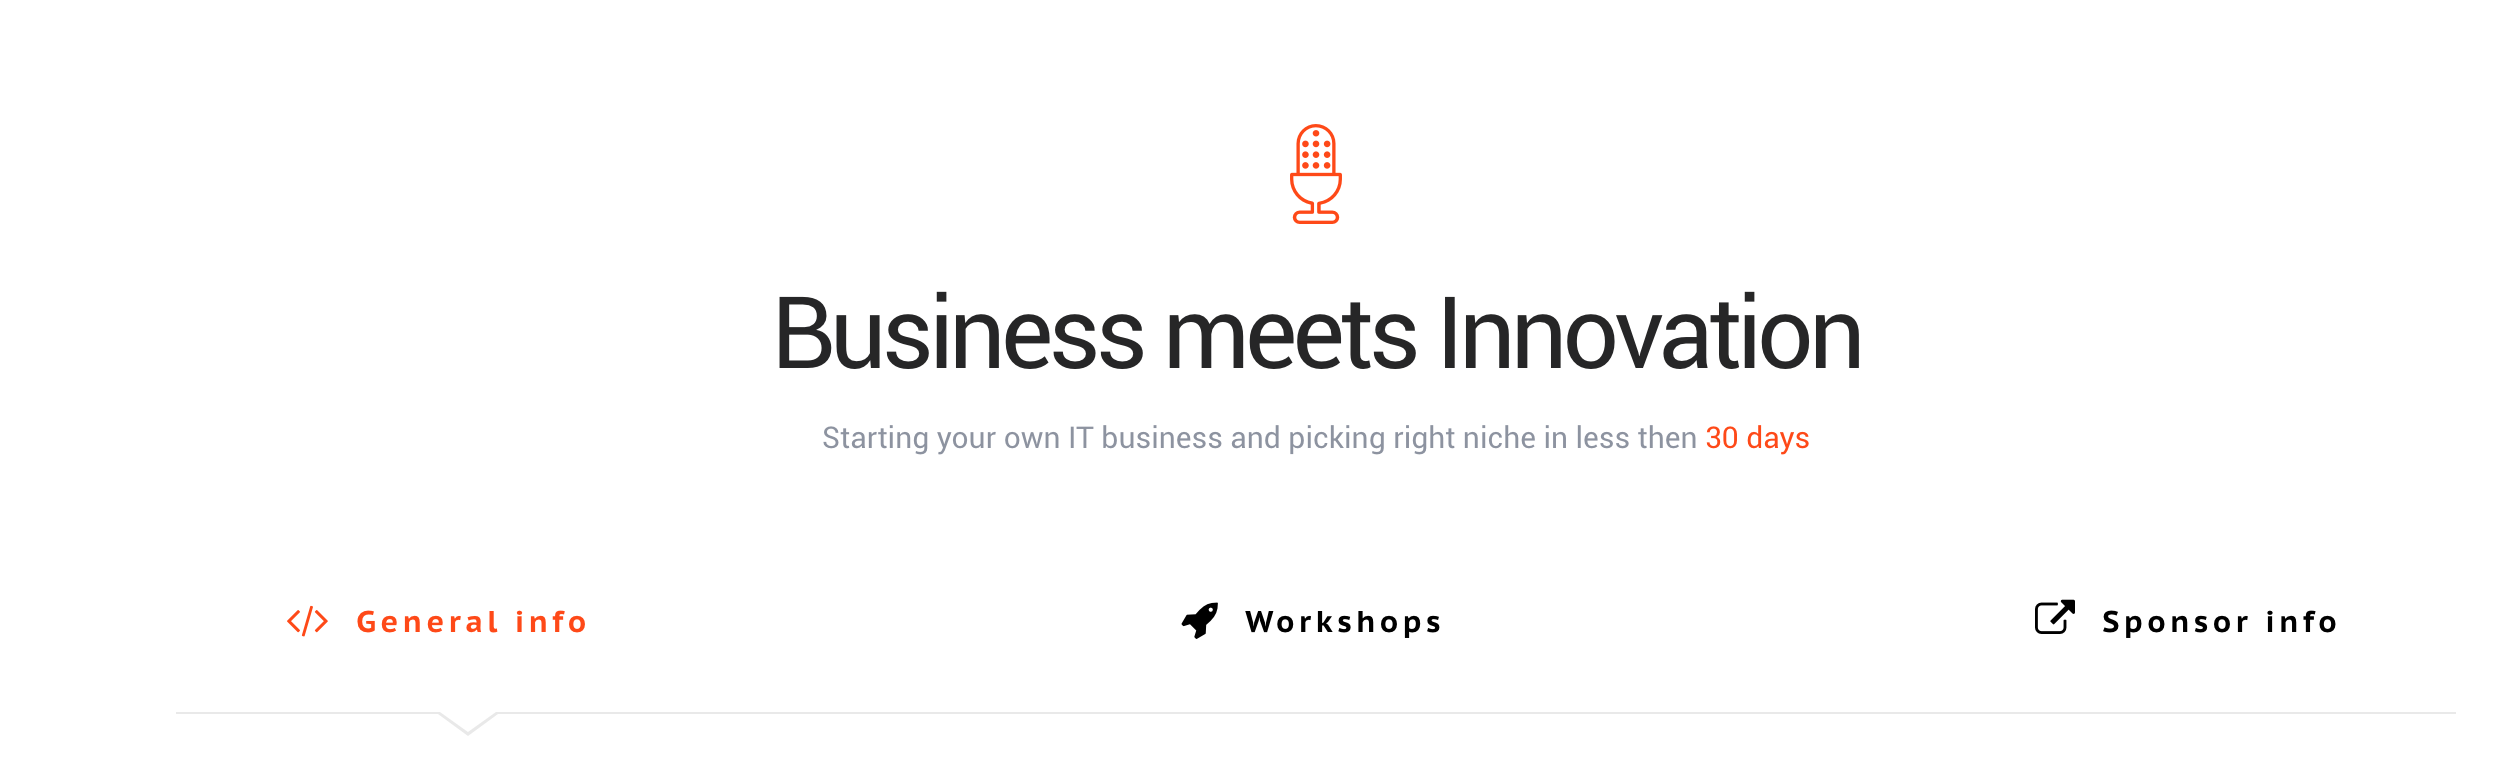 Business meets Innovation
Starting your own IT business and picking right niche in less then 30 days
General info
Workshops
Sponsor info